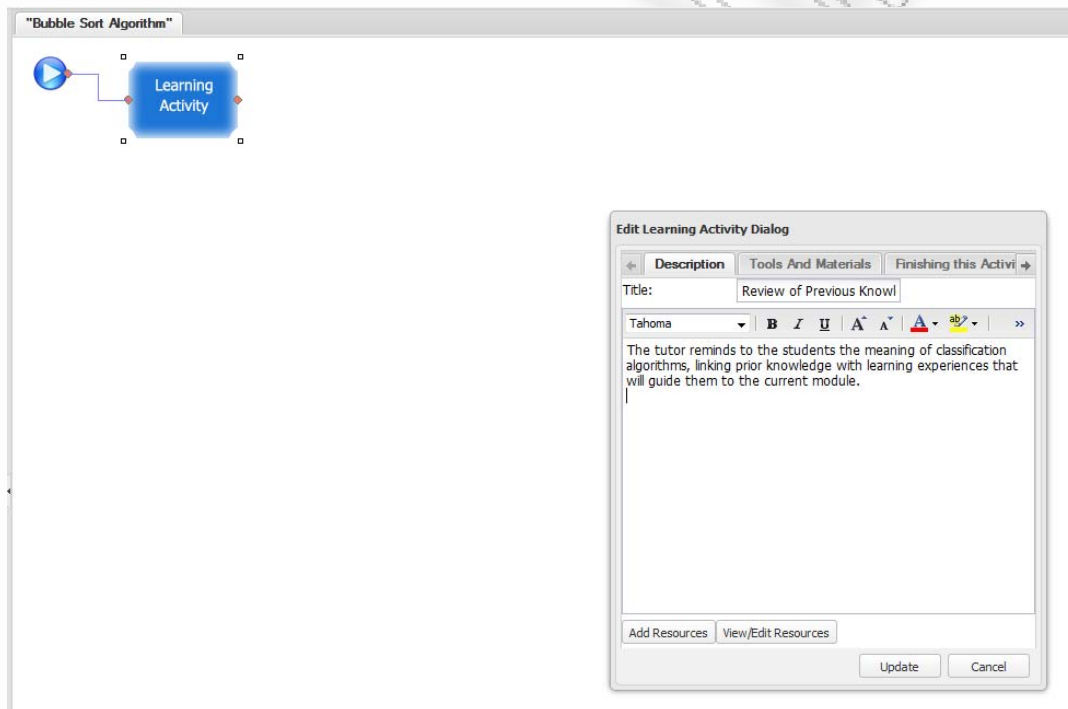 "Bubble Sort Algorithm"
Learning
Activity
Edit Learning Activity Dialog
Description Tools And Materials Finishing this Activi
Title: Review of Previous Knowl
Tahoma B I U A A A ab
The tutor reminds to the students the meaning of classification
algorithms, linking prior knowledge with learning experiences that
will guide them to the current module.
Add Resources View/Edit Resources
Update Cancel